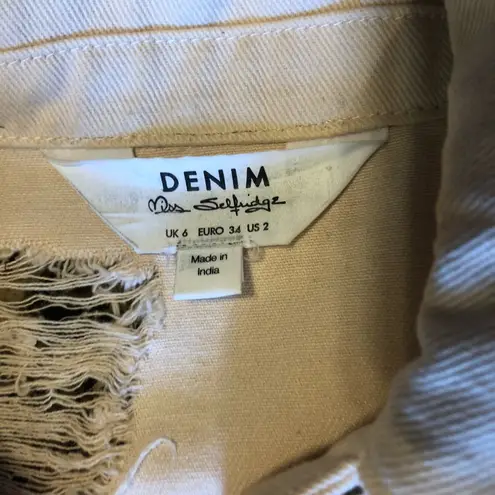 DENIM
Miss Selfridge
UK 6 EURO 34 US 2
Made in
India